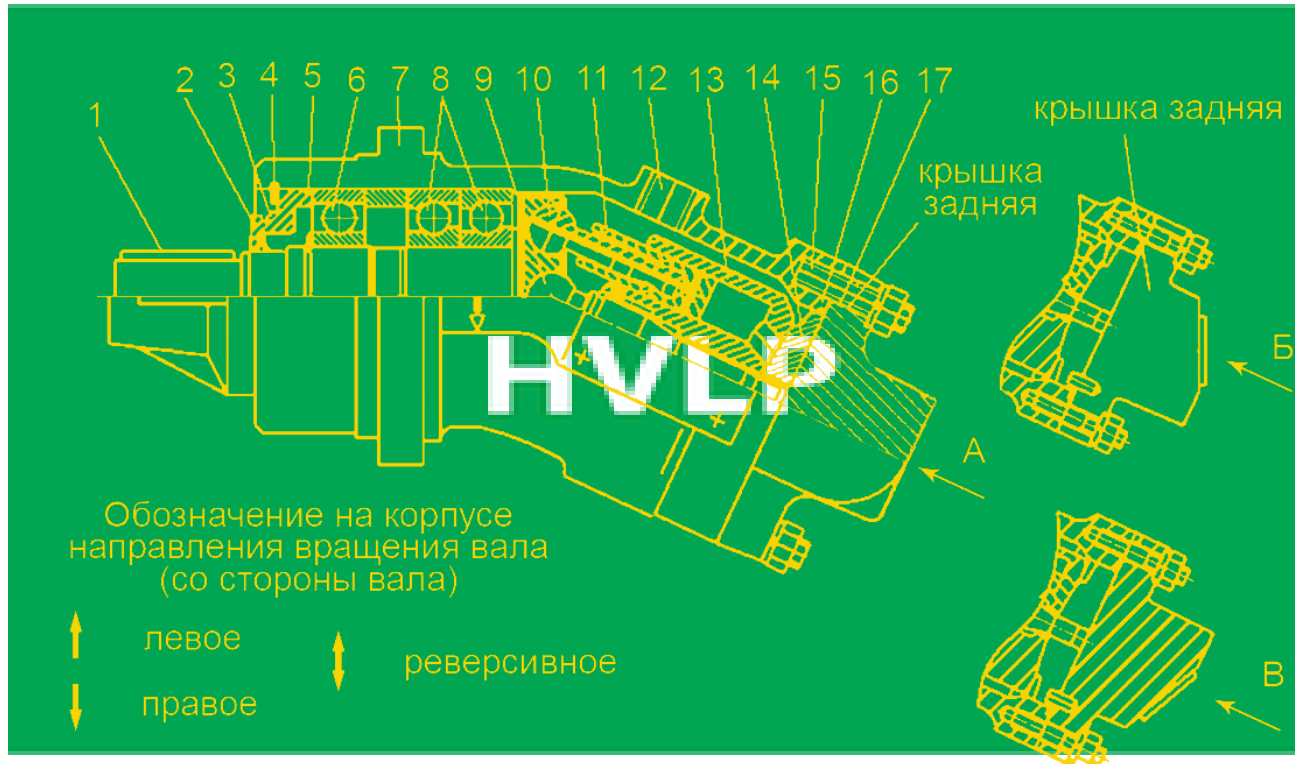 1 2 3 4 5 6 7 8 9 10 11 12 13 14 15 16 17
крышка задняя
крышка
задняя
Б
HVLP
А
Обозначение на корпусе
направления вращения вала
(со стороны вала)
левое
реверсивное
правое
В